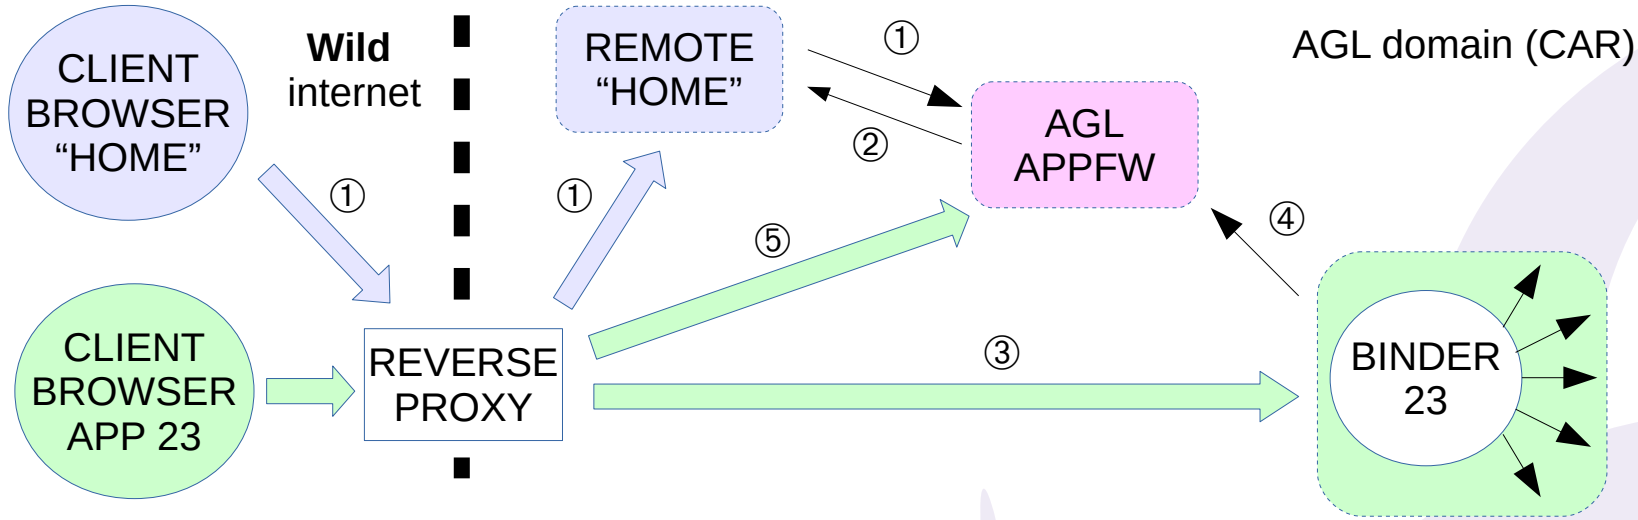 CLIENT
BROWSER
“HOME”
Wild
internet
REMOTE
“HOME”
①
②
AGL domain (CAR)
AGL
APPFW
①
①
⑤
④
CLIENT
BROWSER
APP 23
REVERSE
PROXY
③
BINDER
23